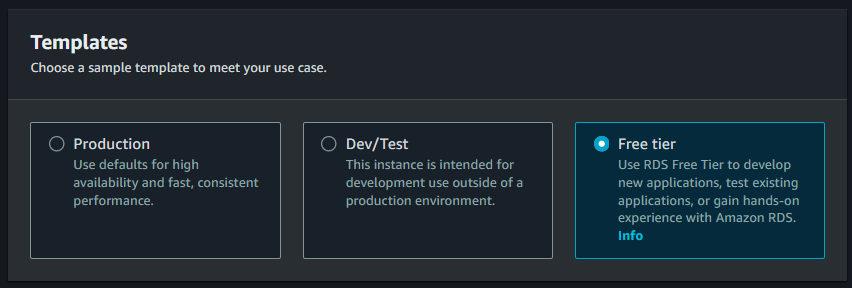 Templates
Choose a sample template to meet your use case.
Production
Use defaults for high
availability and fast, consistent
performance.
Dev/Test
This instance is intended for
development use outside of a
production environment.
Free tier
Use RDS Free Tier to develop
new applications, test existing
applications, or gain hands-on
experience with Amazon RDS.
Info